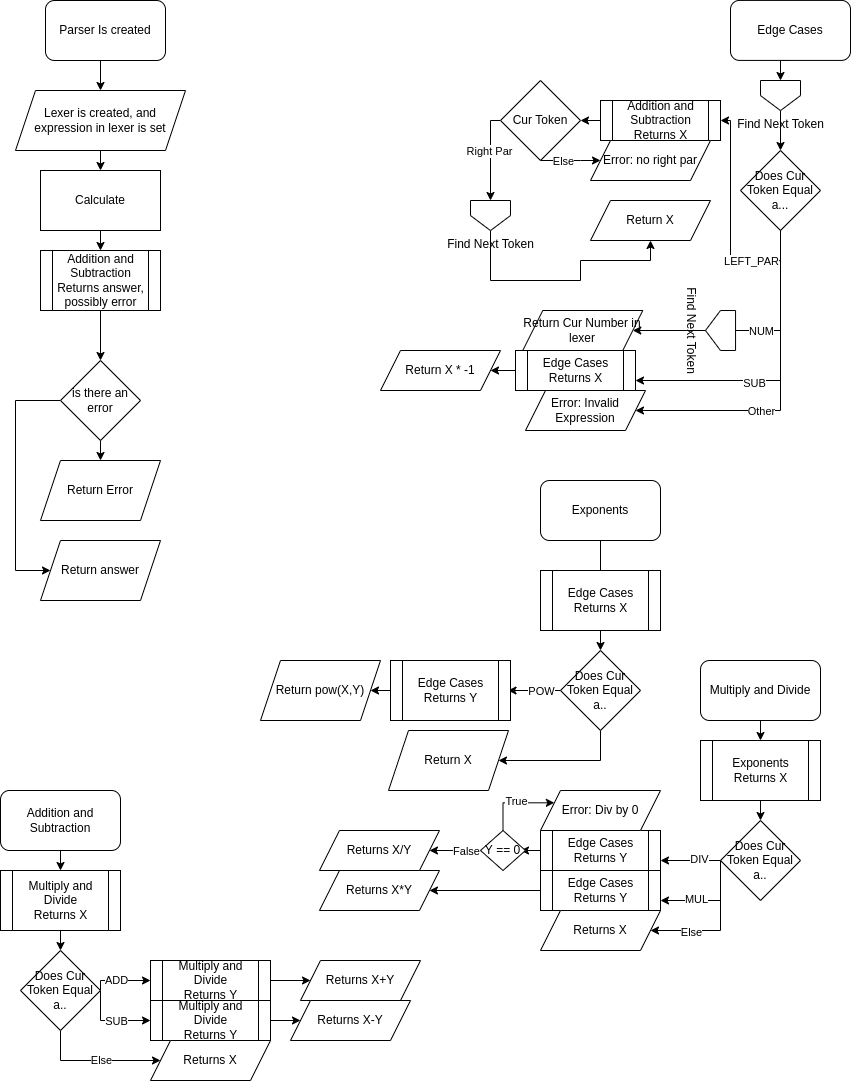 Parser Is created
Lexer is created, and
expression in lexer is set
Calculate
Addition and
Subtraction
Returns answer,
possibly error
is there an
error
Return Error
Return answer
Edge Cases
Find Next Token
Does Cur
Token Equal
a...
LEFT_PAR
Addition and
Subtraction
Returns X
Cur Token
Right Par
Else
Error: no right par
Find Next Token
Return X
NUM
Find Next Token
Return Cur Number in
lexer
SUB
Edge Cases
Returns X
Return X * -1
Other
Error: Invalid
Expression
Exponents
Edge Cases
Returns X
Does Cur
Token Equal
a..
POW
Edge Cases
Returns Y
Return pow(X,Y)
Return X
Multiply and Divide
Exponents
Returns X
Does Cur
Token Equal
a..
DIV
Edge Cases
Returns Y
Y == 0
True
Error: Div by 0
False
Returns X/Y
MUL
Edge Cases
Returns Y
Returns X*Y
Else
Returns X
Addition and
Subtraction
Multiply and
Divide
Returns X
Does Cur
Token Equal
a..
ADD
Multiply and
Divide
Returns Y
Returns X+Y
SUB
Multiply and
Divide
Returns Y
Returns X-Y
Else
Returns X